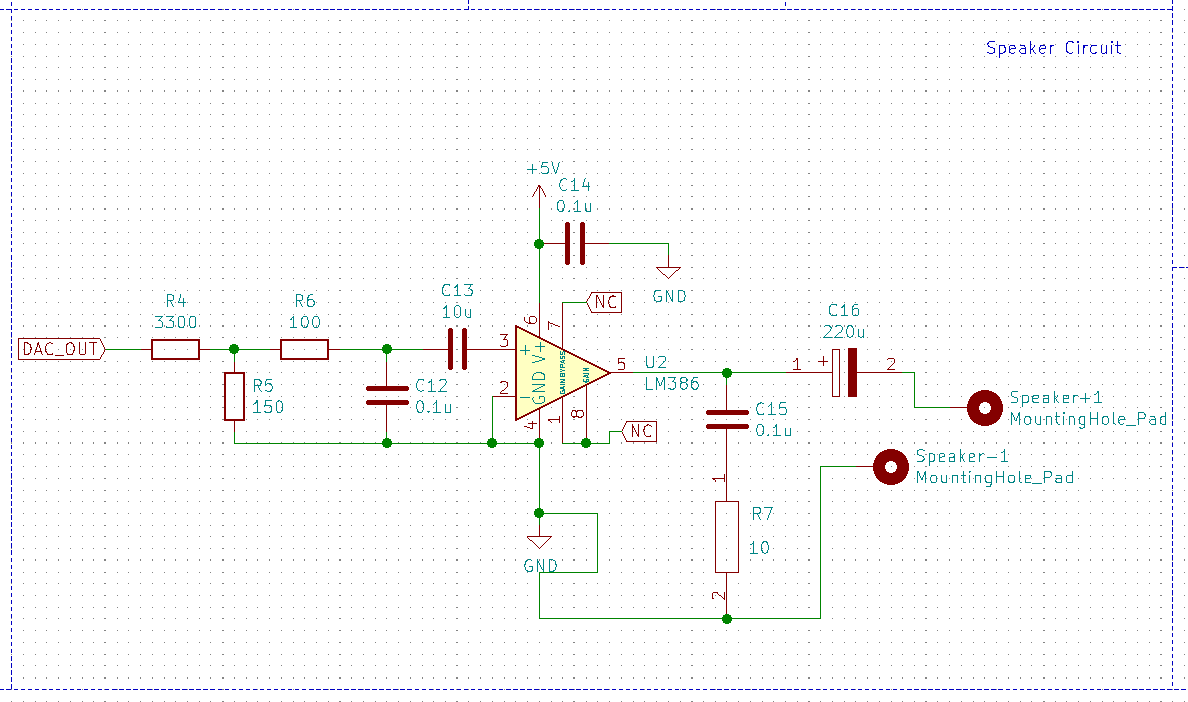 Speaker Circuit
+5V
C14
0.1u
GND
NC
DAC_OUT
R4
3300
R6
100
C13
10u
R5
150
C12
0.1u
3
2
6
7
+
-
V+
GND
BYPASS
GAIN
GAIN
4
1
8
5
U2
LM386
NC
GND
C15
0.1u
1
R7
10
2
C16
220u
1
+
2
Speaker+1
MountingHole_Pad
Speaker-1
MountingHole_Pad